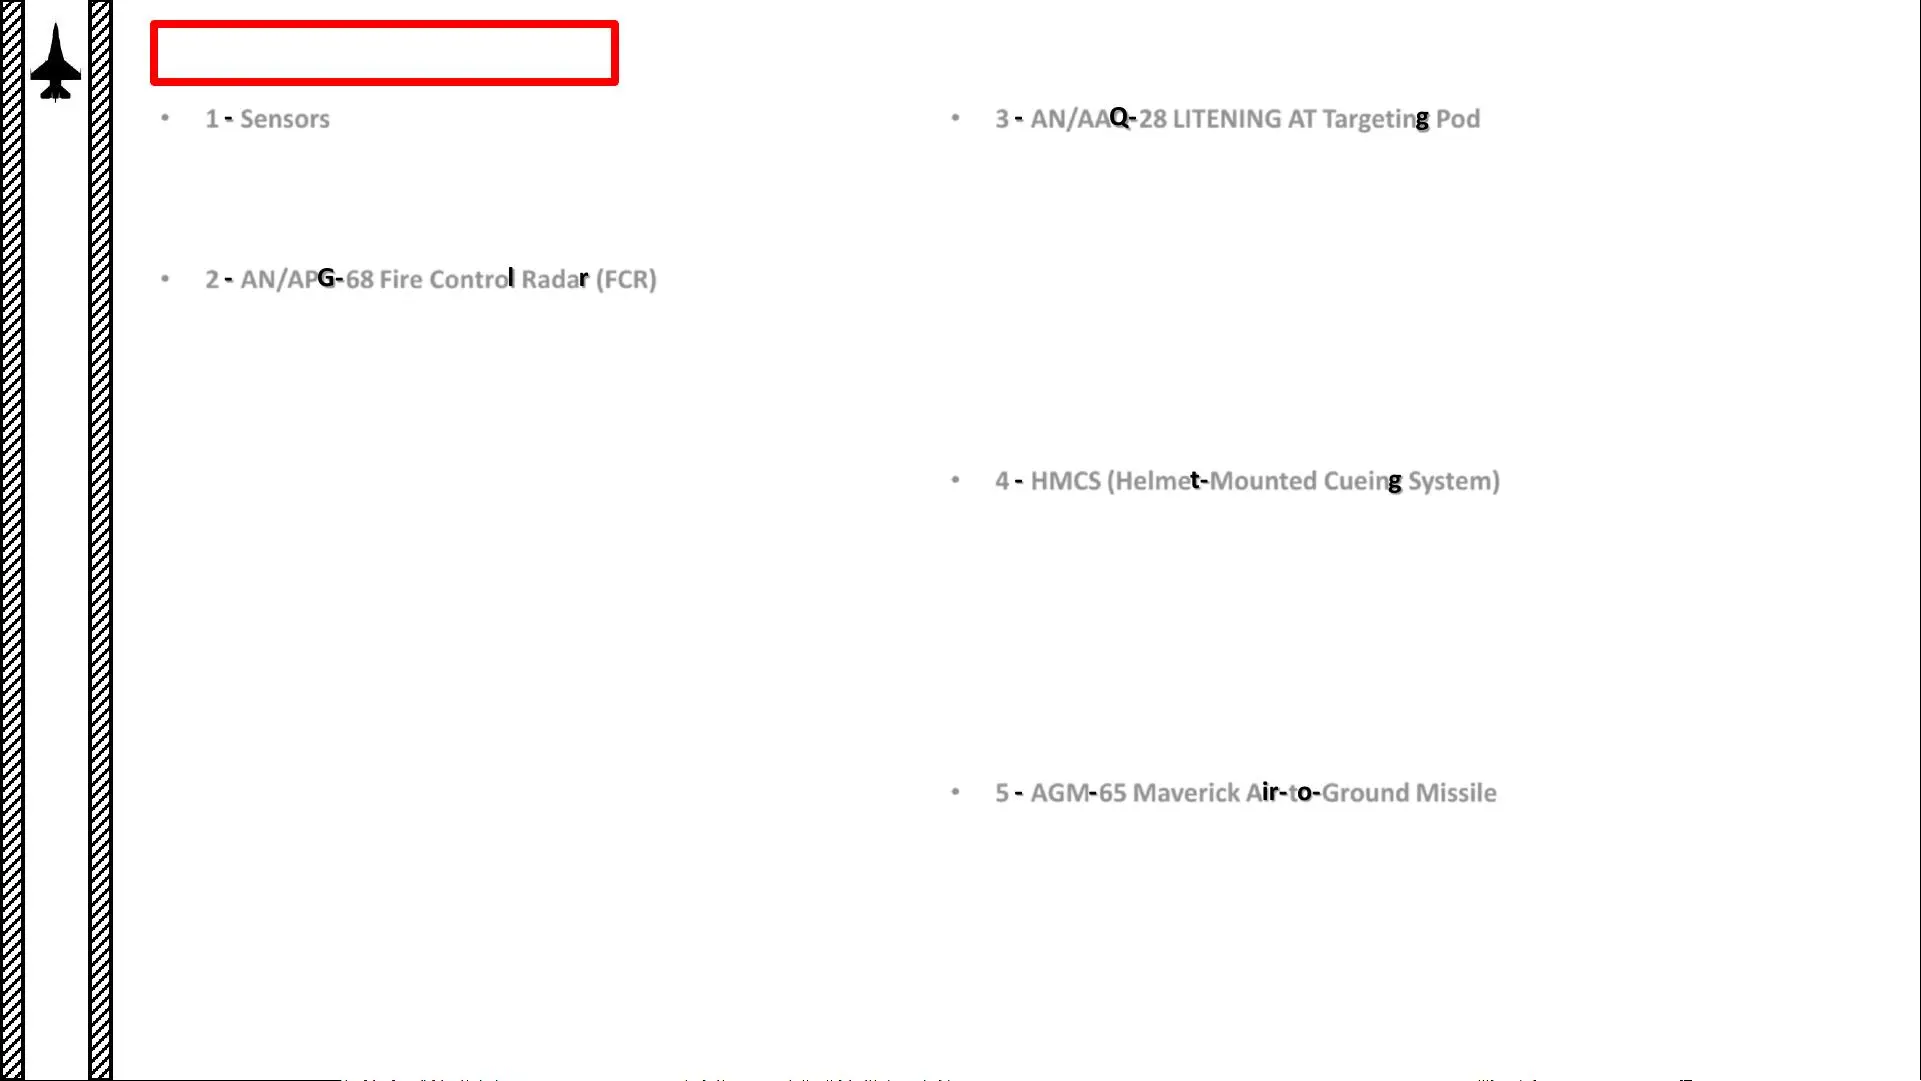 • 1 - Sensors
• 2 - AN/APG-68 Fire Control Radar (FCR)
• 3 - AN/AAQ-28 LITENING AT Targeting Pod
• 4 - HMCS (Helmet-Mounted Cueing System)
• 5 - AGM-65 Maverick Air-to-Ground Missile